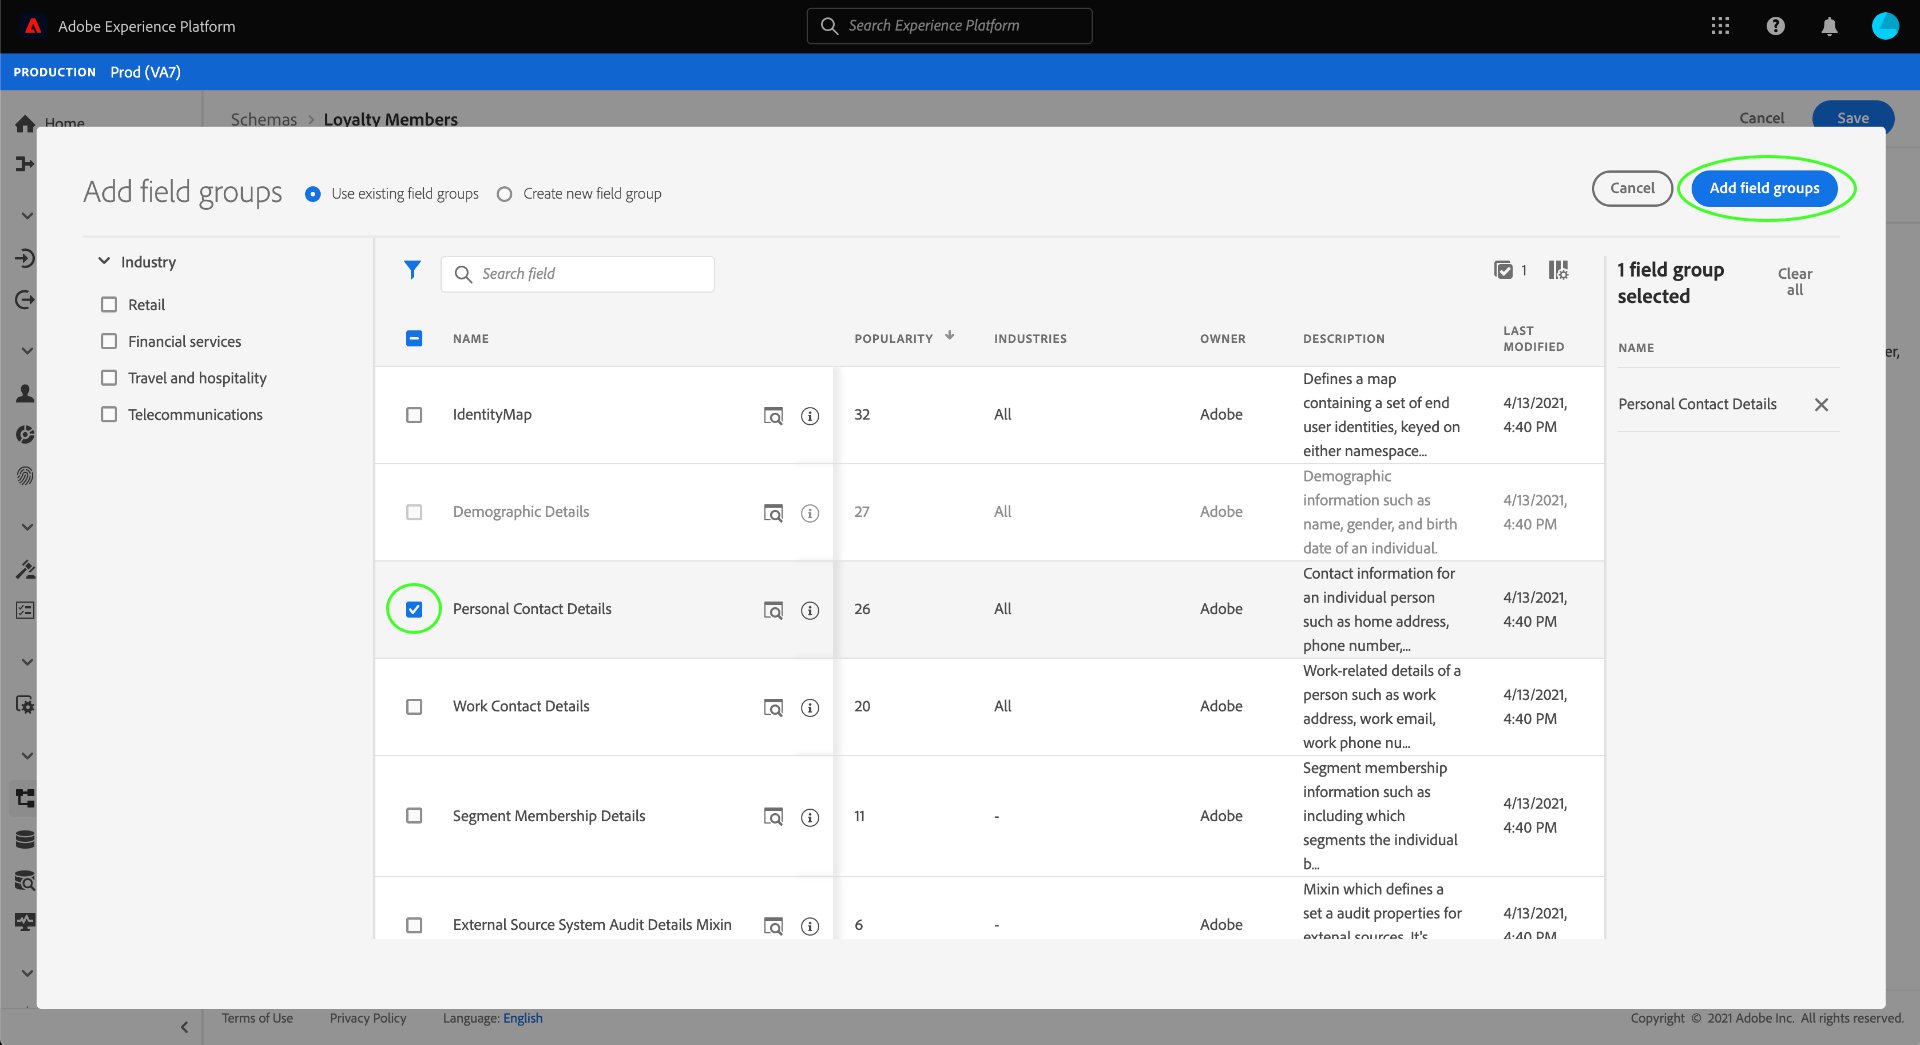 Adobe Experience Platform
Search Experience Platform
PRODUCTION Prod (VA7)
Home
Schemas > Loyalty Members
Cancel
Save
Add field groups
Use existing field groups
Create new field group
Cancel
Add field groups
Industry
Retail
Financial services
Travel and hospitality
Telecommunications
Search field
1
1 field group
selected
Clear
all
NAME
Personal Contact Details
NAME
POPULARITY
INDUSTRIES
OWNER
DESCRIPTION
LAST
MODIFIED
IdentityMap
32
All
Adobe
Defines a map
containing a set of end
user identities, keyed on
either namespace...
4/13/2021,
4:40 PM
Demographic Details
27
All
Adobe
Demographic
information such as
name, gender, and birth
date of an individual.
4/13/2021,
4:40 PM
Personal Contact Details
26
All
Adobe
Contact information for
an individual person
such as home address,
phone number,...
4/13/2021,
4:40 PM
Work Contact Details
20
All
Adobe
Work-related details of a
person such as work
address, work email,
work phone nu...
4/13/2021,
4:40 PM
Segment Membership Details
11
-
Adobe
Segment membership
information such as
including which
segments the individual
b...
4/13/2021,
4:40 PM
External Source System Audit Details Mixin
6
-
Adobe
Mixin which defines a
set a audit properties for
extenal sources. It's
4/13/2021,
4:40 PM
er,
Terms of Use
Privacy Policy
Language: English
Copyright © 2021 Adobe Inc. All rights reserved.